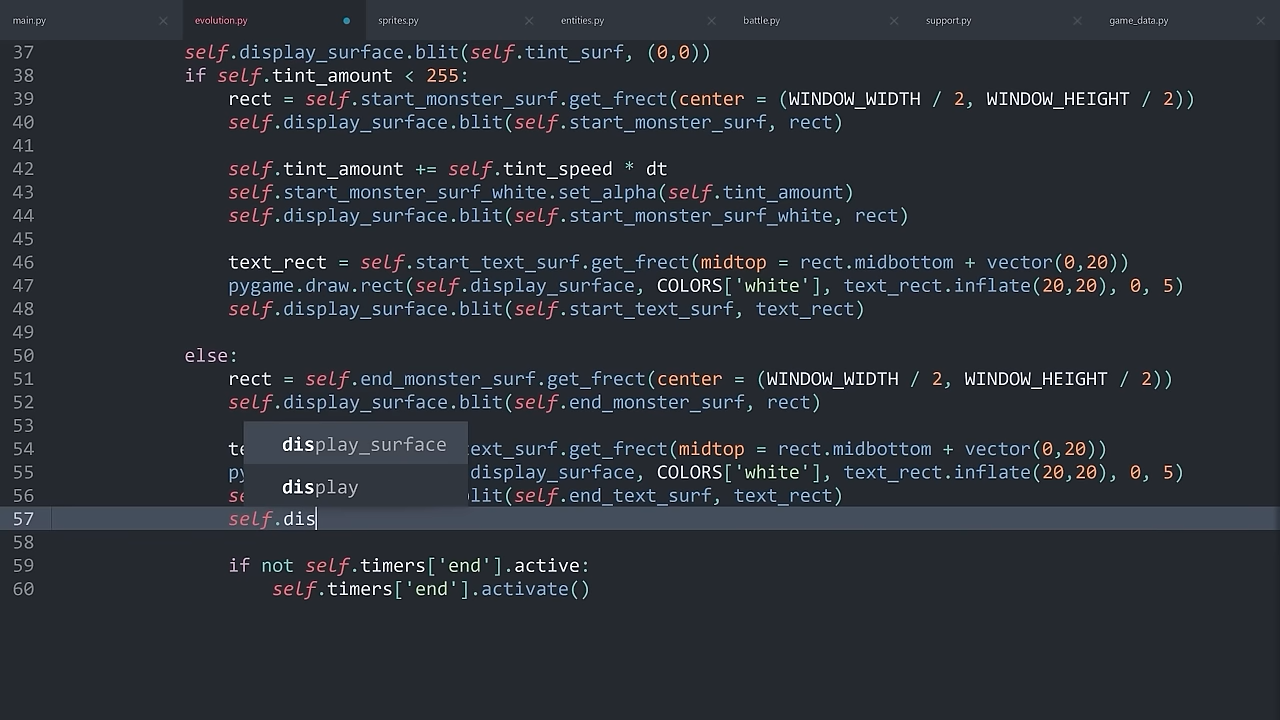 main.py evolution.py sprites.py entities.py battle.py support.py game_data.py
37 self.display_surface.blit(self.tint_surf, (0,0))
38 if self.tint_amount < 255:
39 rect = self.start_monster_surf.get_frect(center = (WINDOW_WIDTH / 2, WINDOW_HEIGHT / 2))
40 self.display_surface.blit(self.start_monster_surf, rect)
41
42 self.tint_amount += self.tint_speed * dt
43 self.start_monster_surf_white.set_alpha(self.tint_amount)
44 self.display_surface.blit(self.start_monster_surf_white, rect)
45
46 text_rect = self.start_text_surf.get_frect(midtop = rect.midbottom + vector(0,20))
47 pygame.draw.rect(self.display_surface, COLORS['white'], text_rect.inflate(20,20), 0, 5)
48 self.display_surface.blit(self.start_text_surf, text_rect)
49
50 else:
51 rect = self.end_monster_surf.get_frect(center = (WINDOW_WIDTH / 2, WINDOW_HEIGHT / 2))
52 self.display_surface.blit(self.end_monster_surf, rect)
53
display_surface
54 te ext_surf.get_frect(midtop = rect.midbottom + vector(0,20))
55 py display_surface, COLORS['white'], text_rect.inflate(20,20), 0, 5)
display
56 se lit(self.end_text_surf, text_rect)
57 self.dis
58
59 if not self.timers['end'].active:
60 self.timers['end'].activate()